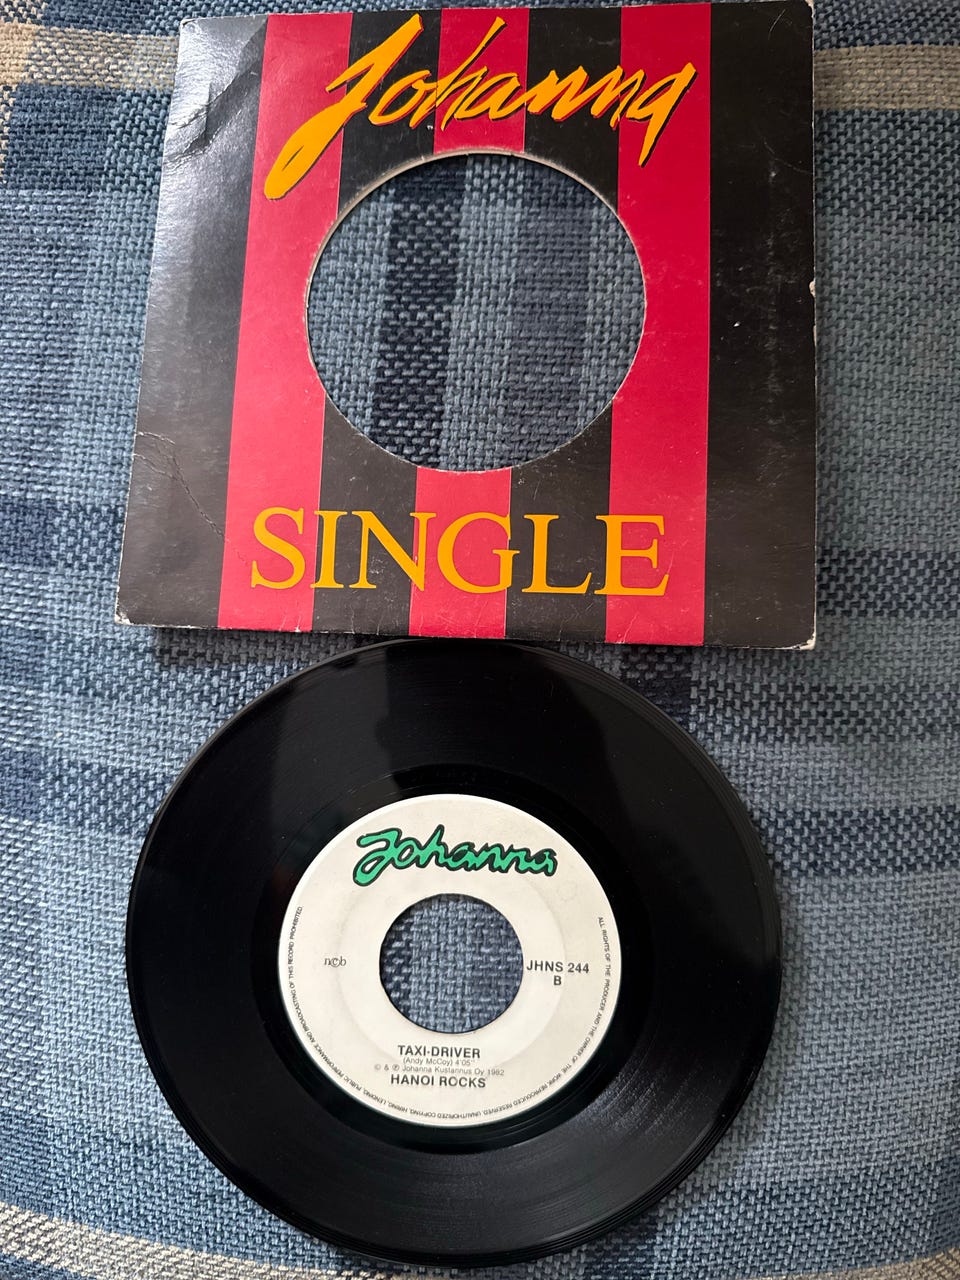 Johanna
SINGLE
Johanna
ncb
JHNS 244
B
TAXI-DRIVER
(Andy McCoy) 4'05"
© & ℗ Johanna Kustannus Oy 1982
HANOI ROCKS
ALL RIGHTS OF THE PRODUCER AND THE OWNER OF THE WORK REPRODUCED RESERVED. UNAUTHORIZED COPYING, HIRING, LENDING, PUBLIC PERFORMANCE AND BROADCASTING OF THIS RECORD PROHIBITED.